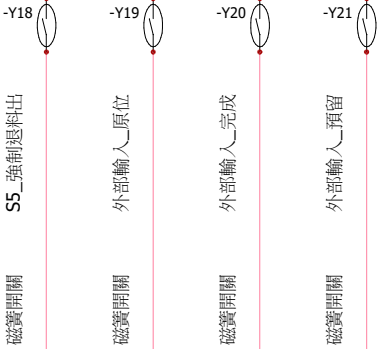 -Y18
-Y19
-Y20
-Y21
S5_強制退料出
外部輸入_原位
外部輸入_完成
外部輸入_預留
磁簧開關
磁簧開關
磁簧開關
磁簧開關